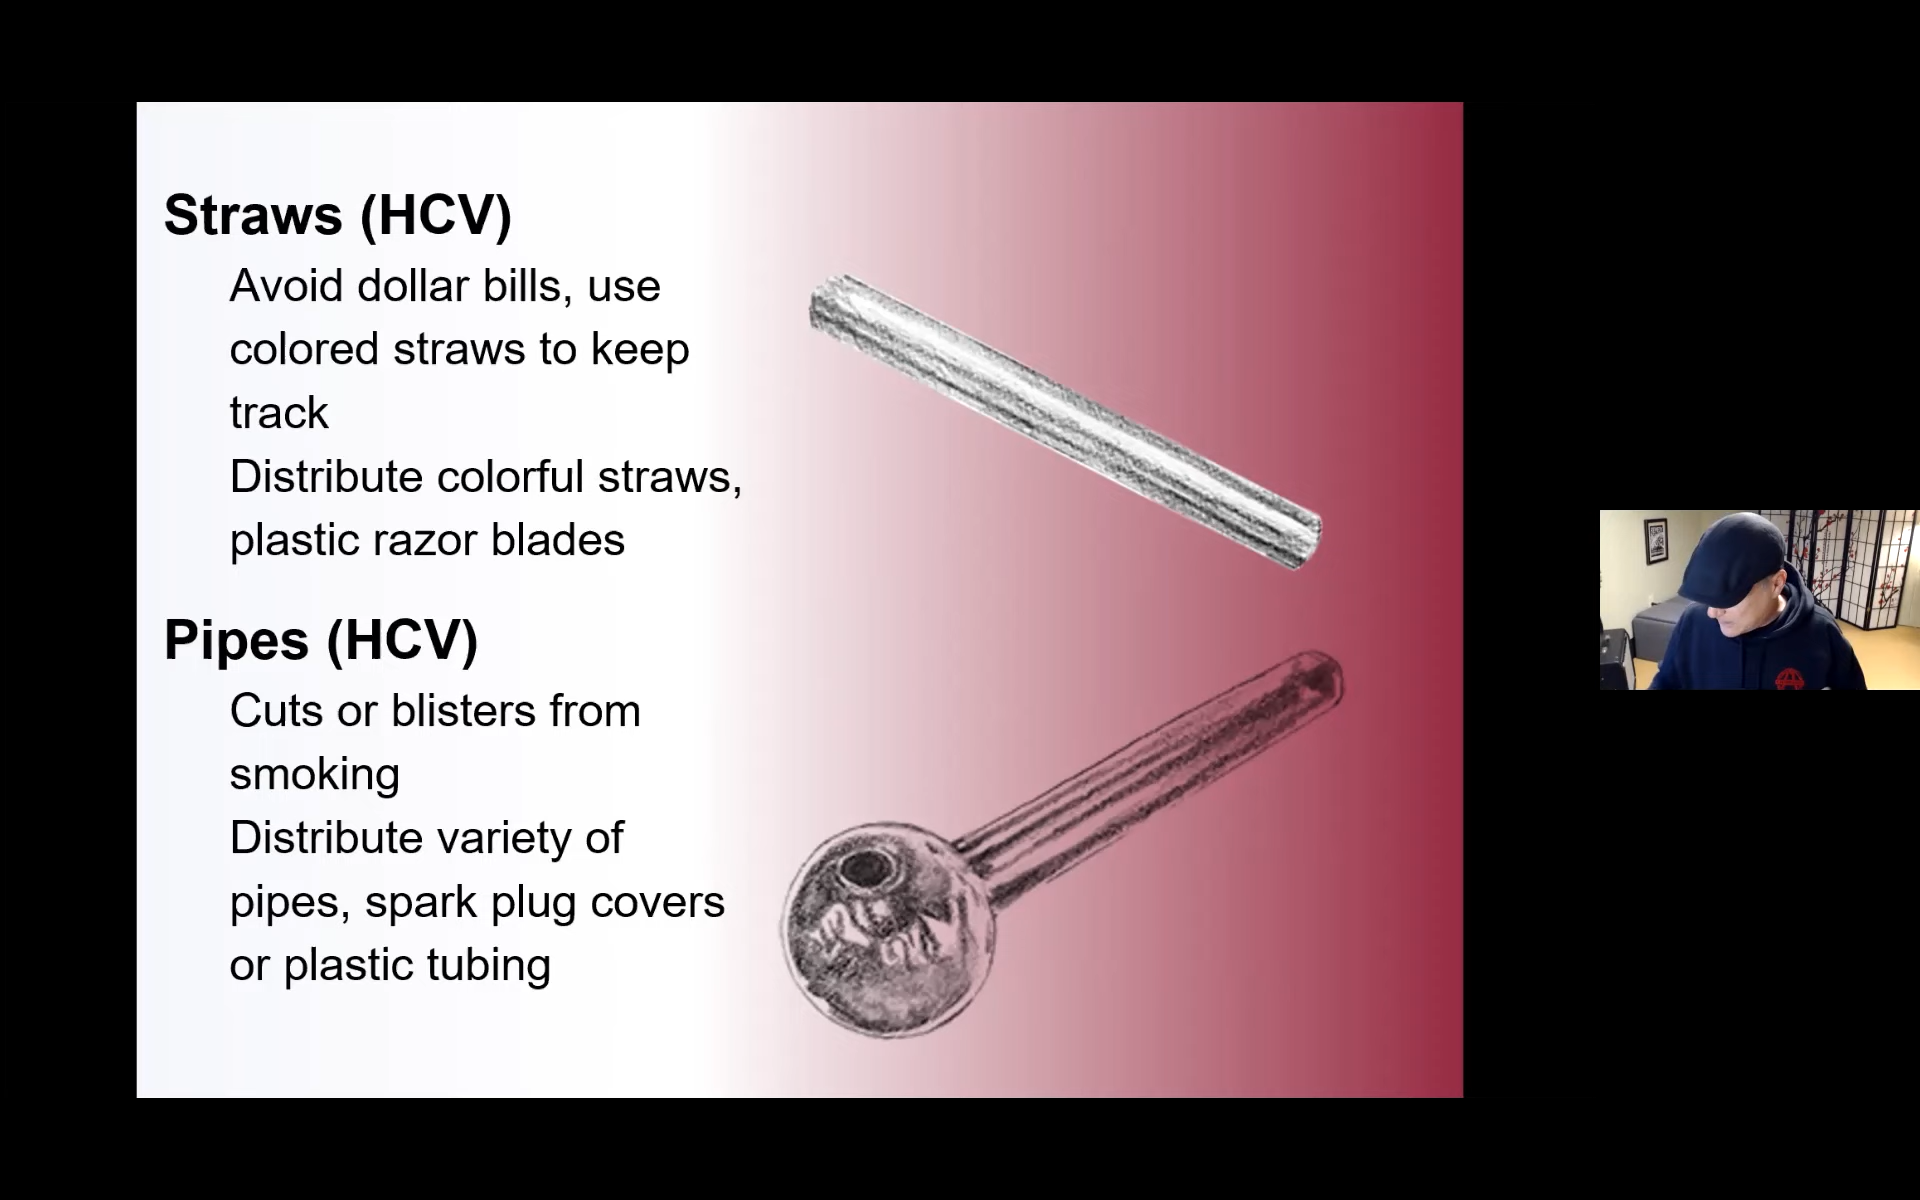 Straws (HCV)
Avoid dollar bills, use
colored straws to keep
track
Distribute colorful straws,
plastic razor blades
Pipes (HCV)
Cuts or blisters from
smoking
Distribute variety of
pipes, spark plug covers
or plastic tubing